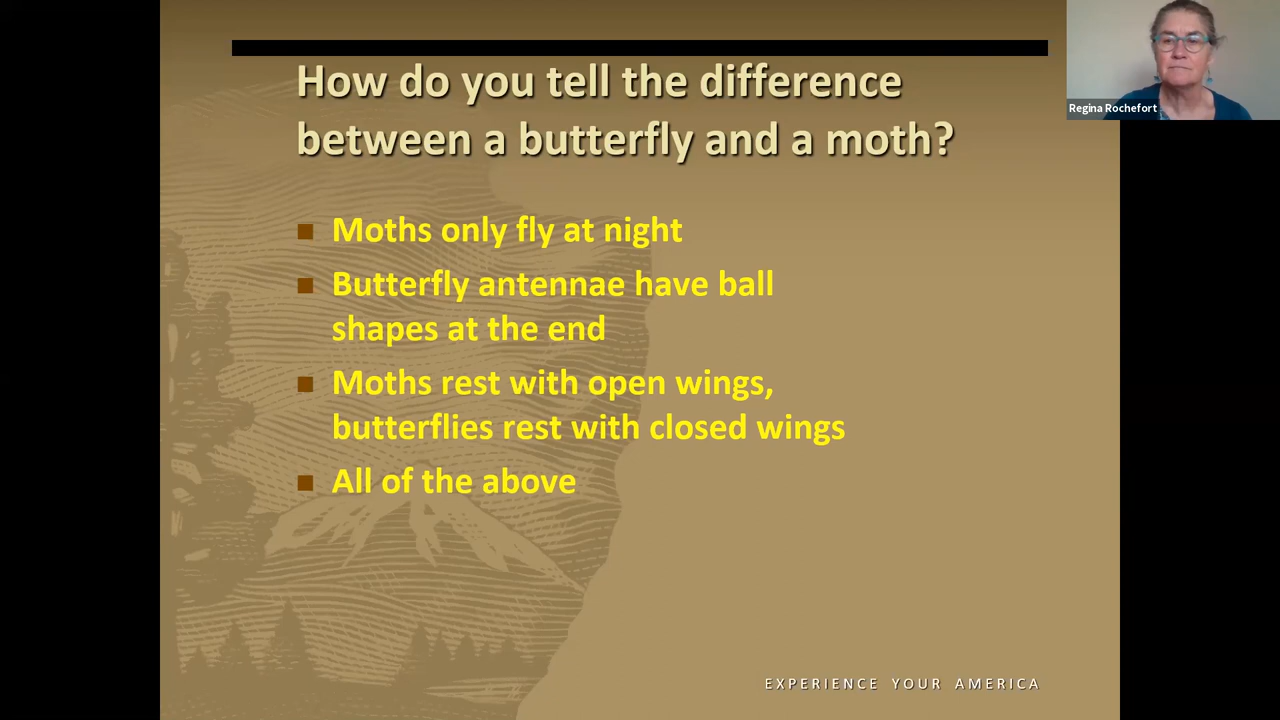 How do you tell the difference
between a butterfly and a moth?
Regina Rochefort
Moths only fly at night
Butterfly antennae have ball
shapes at the end
Moths rest with open wings,
butterflies rest with closed wings
All of the above
EXPERIENCE YOUR AMERICA